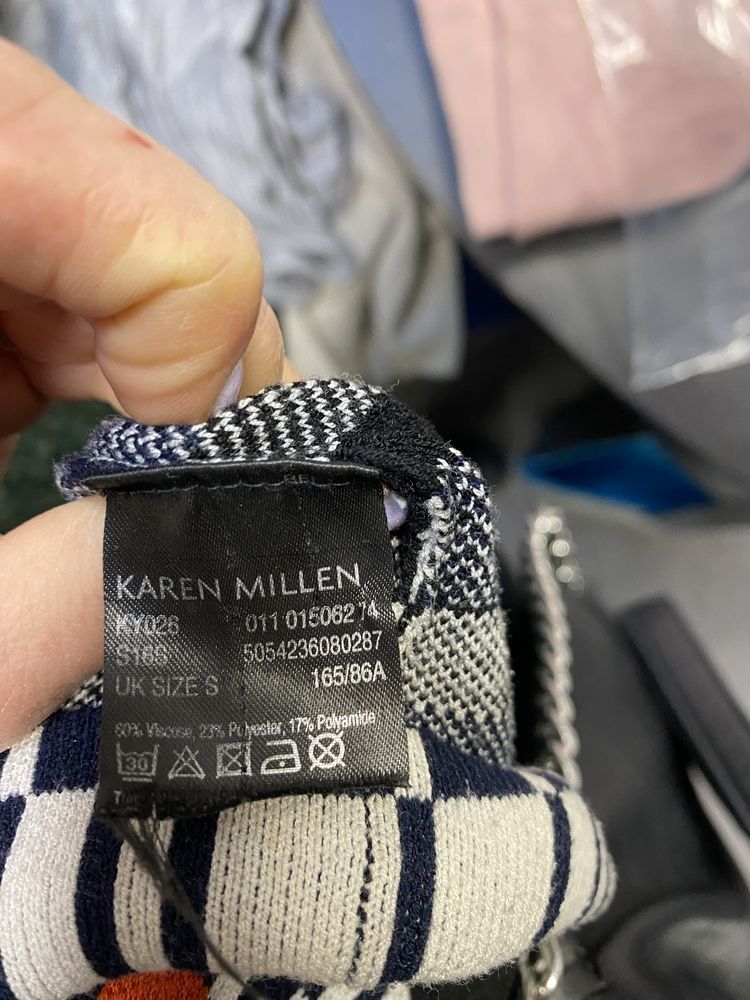 KAREN MILLEN
KY026 011 01506274
S18S 5054236080287
UK SIZE S 165/86A
60% Viscose, 23% Polyester, 17% Polyamide
30